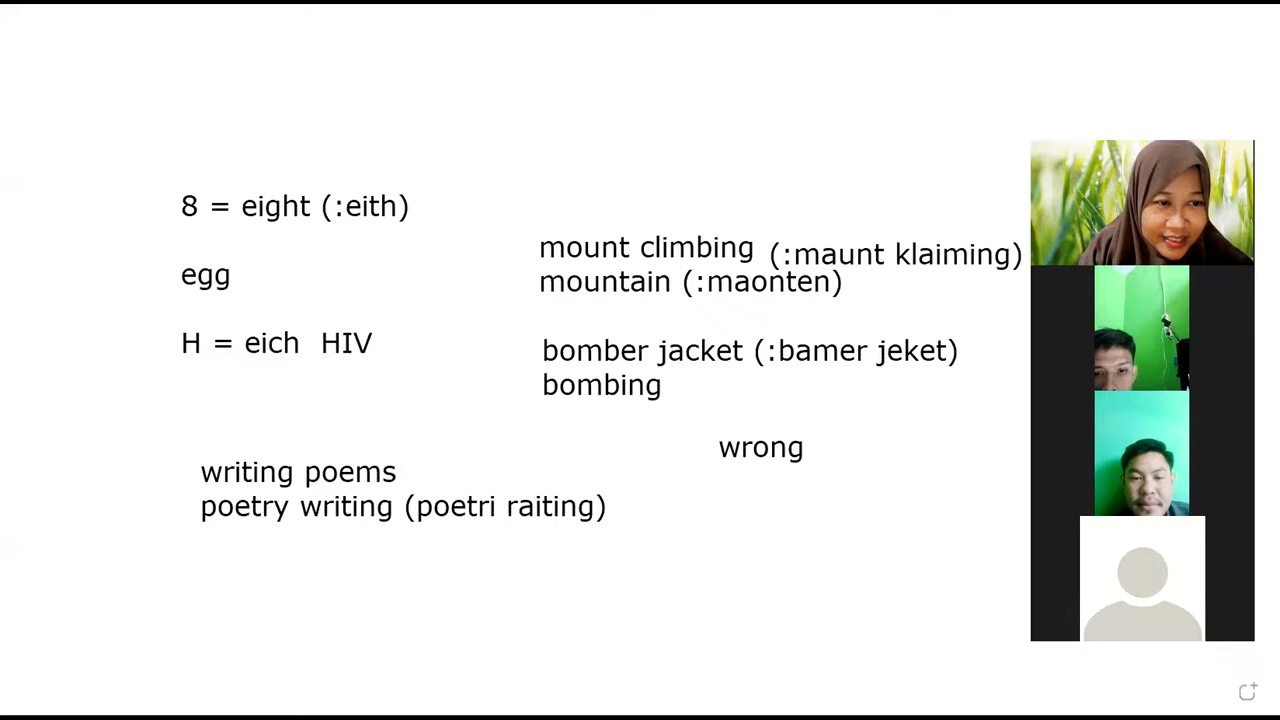 8 = eight (:eith)
egg
H = eich  HIV
mount climbing (:maunt klaiming)
mountain (:maonten)
bomber jacket (:bamer jeket)
bombing
wrong
writing poems
poetry writing (poetri raiting)